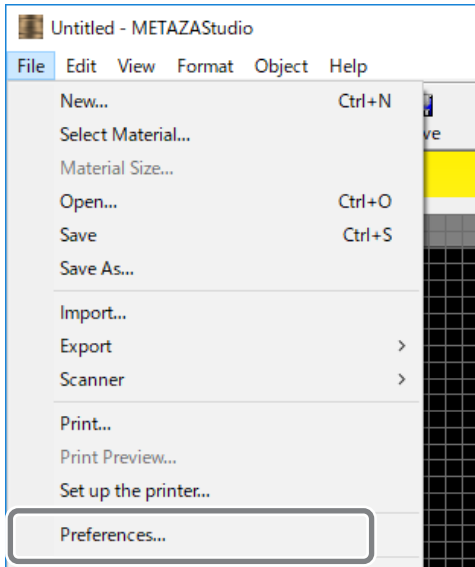 Untitled - METAZAStudio
File Edit View Format Object Help
New... Ctrl+N
Select Material...
Material Size...
Open... Ctrl+O
Save Ctrl+S
Save As...
Import...
Export
Scanner
Print...
Print Preview...
Set up the printer...
Preferences...